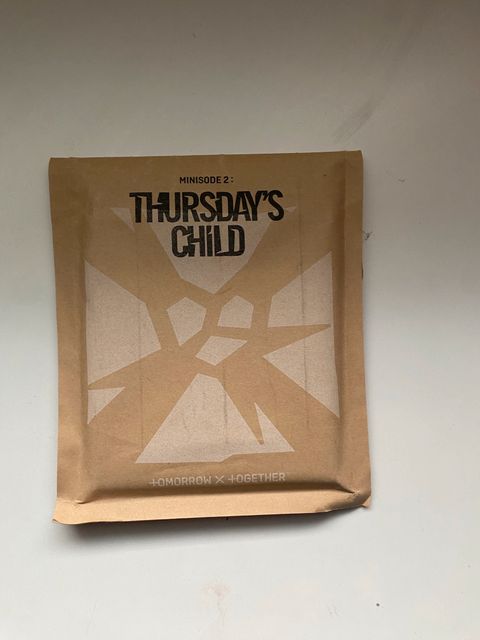 MINISODE 2 :
THURSDAY'S
CHILD
TOMORROW X TOGETHER